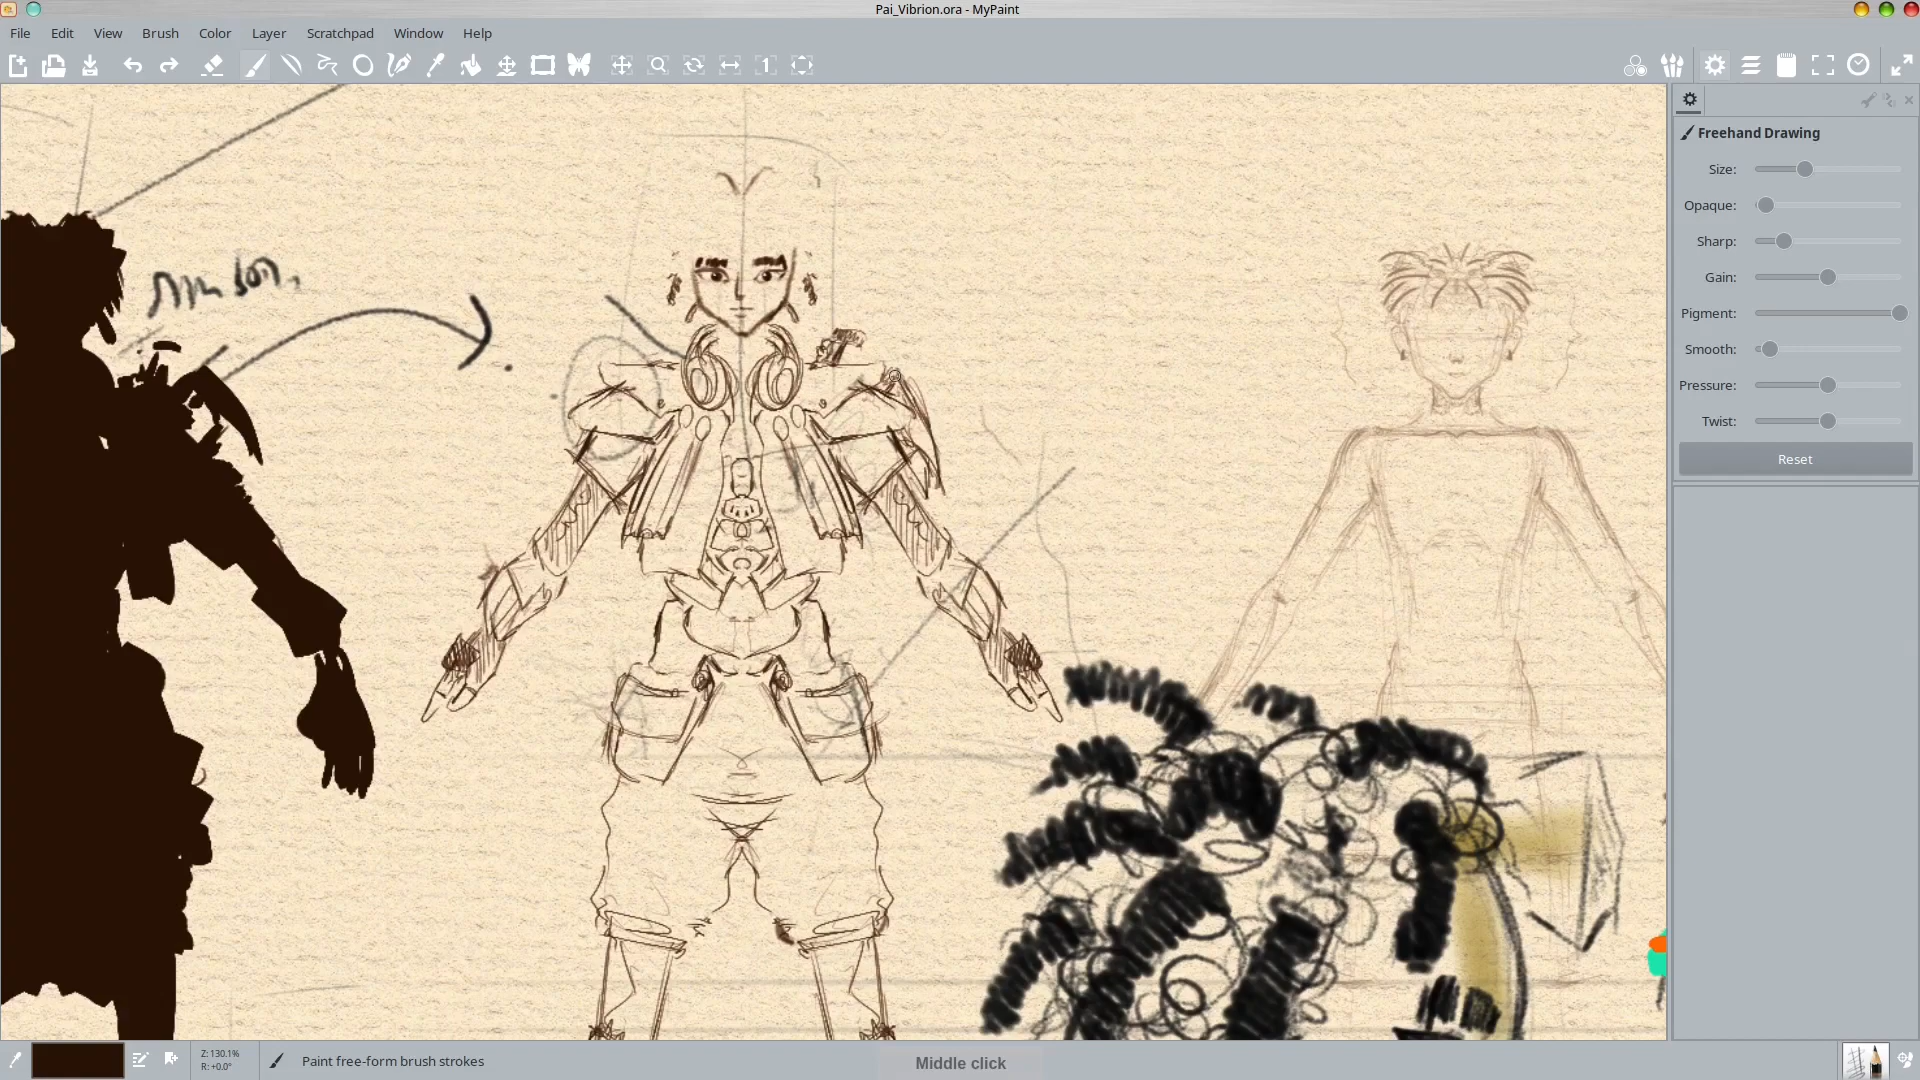 Pai_Vibrion.ora - MyPaint
File Edit View Brush Color Layer Scratchpad Window Help
1
Freehand Drawing
Size:
Opaque:
Sharp:
Gain:
Pigment:
Smooth:
Pressure:
Twist:
Reset
Z: 130.1%
R: +0.0°
Paint free-form brush strokes
Middle click